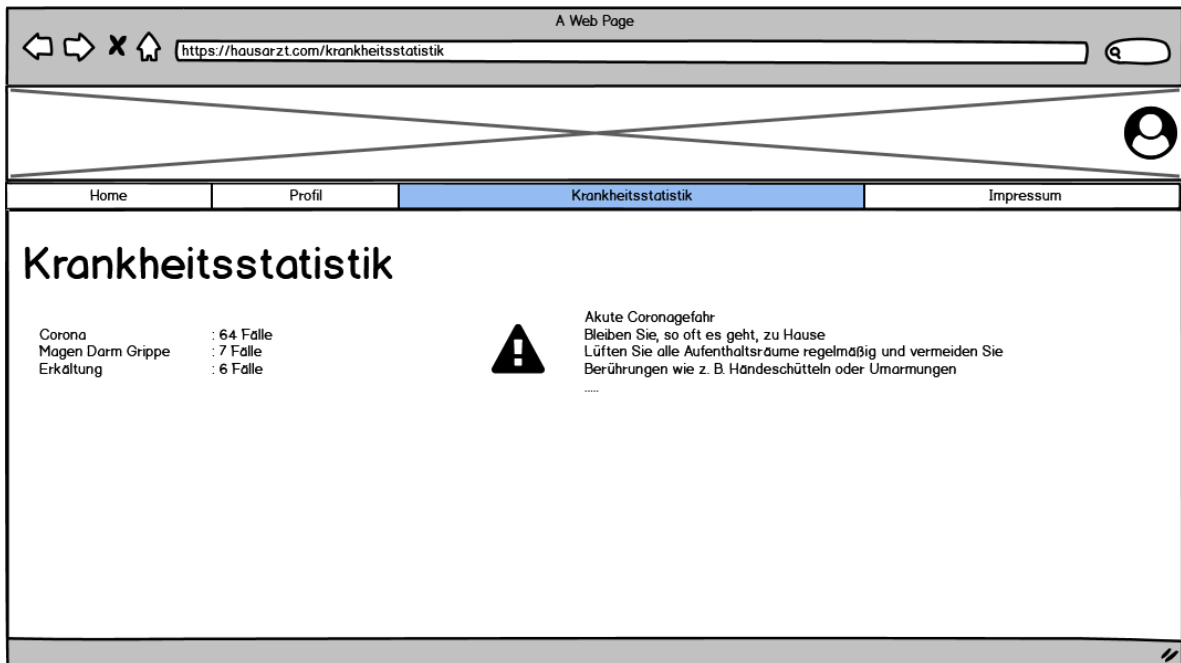 A Web Page
https://hausarzt.com/krankheitsstatistik
Home Profil Krankheitsstatistik Impressum
Krankheitsstatistik
Corona : 64 Fälle
Magen Darm Grippe : 7 Fälle
Erkältung : 6 Fälle
Akute Coronagefahr
Bleiben Sie, so oft es geht, zu Hause
Lüften Sie alle Aufenthaltsräume regelmäßig und vermeiden Sie
Berührungen wie z. B. Händeschütteln oder Umarmungen
.....